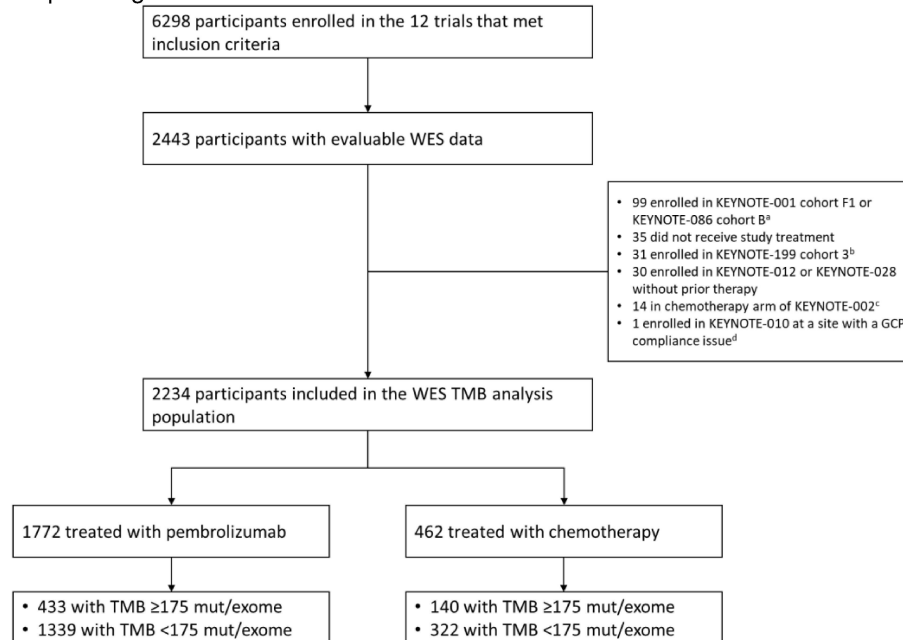 6298 participants enrolled in the 12 trials that met
inclusion criteria
2443 participants with evaluable WES data
• 99 enrolled in KEYNOTE-001 cohort F1 or
KEYNOTE-086 cohort Bᵃ
• 35 did not receive study treatment
• 31 enrolled in KEYNOTE-199 cohort 3ᵇ
• 30 enrolled in KEYNOTE-012 or KEYNOTE-028
without prior therapy
• 14 in chemotherapy arm of KEYNOTE-002ᶜ
• 1 enrolled in KEYNOTE-010 at a site with a GCP
compliance issueᵈ
2234 participants included in the WES TMB analysis
population
1772 treated with pembrolizumab
462 treated with chemotherapy
• 433 with TMB ≥175 mut/exome
• 1339 with TMB <175 mut/exome
• 140 with TMB ≥175 mut/exome
• 322 with TMB <175 mut/exome